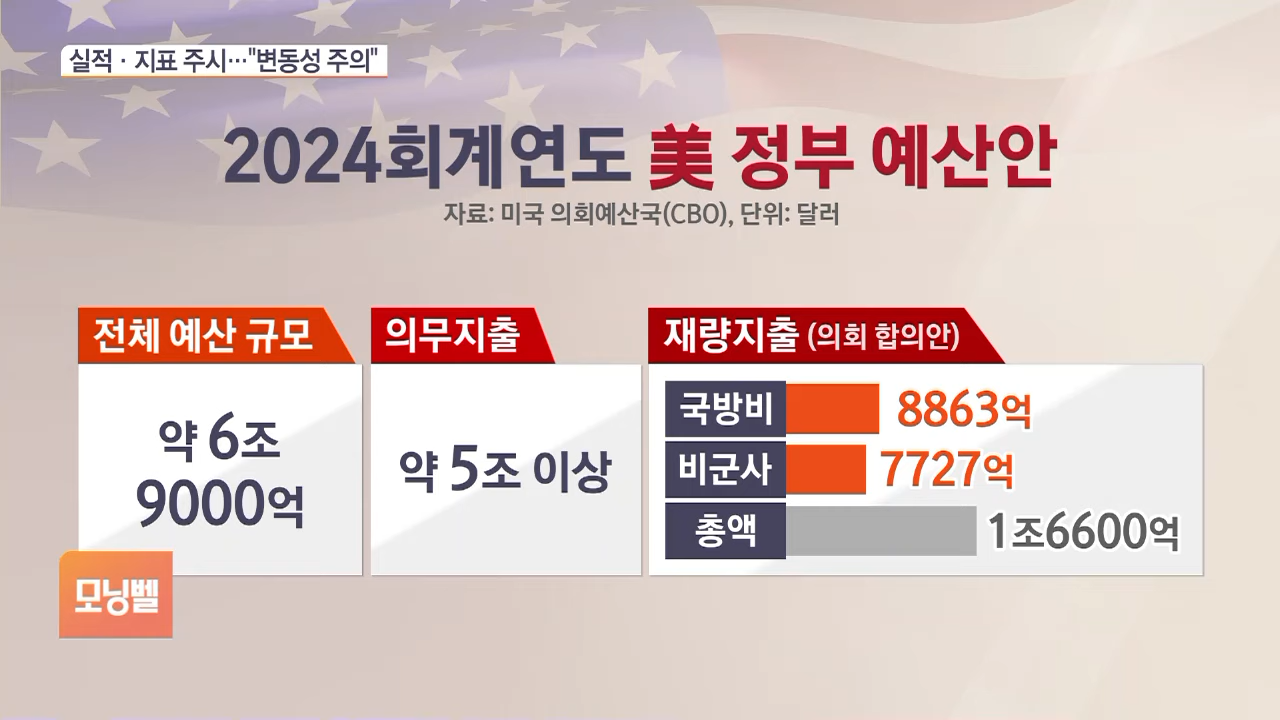 실적·지표 주시…"변동성 주의"
2024회계연도 美 정부 예산안
자료: 미국 의회예산국(CBO), 단위: 달러
전체 예산 규모
약 6조
9000억
의무지출
약 5조 이상
재량지출 (의회 합의안)
국방비 8863억
비군사 7727억
총액 1조6600억
모닝벨